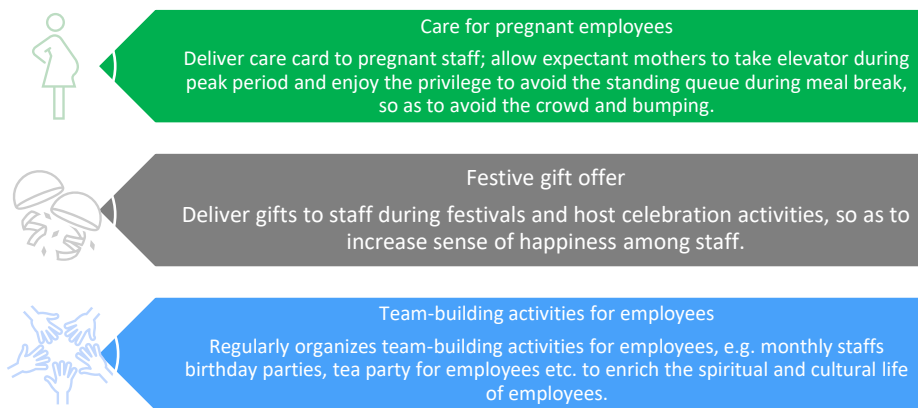 Care for pregnant employees
Deliver care card to pregnant staff; allow expectant mothers to take elevator during
peak period and enjoy the privilege to avoid the standing queue during meal break,
so as to avoid the crowd and bumping.
Festive gift offer
Deliver gifts to staff during festivals and host celebration activities, so as to
increase sense of happiness among staff.
Team-building activities for employees
Regularly organizes team-building activities for employees, e.g. monthly staffs
birthday parties, tea party for employees etc. to enrich the spiritual and cultural life
of employees.